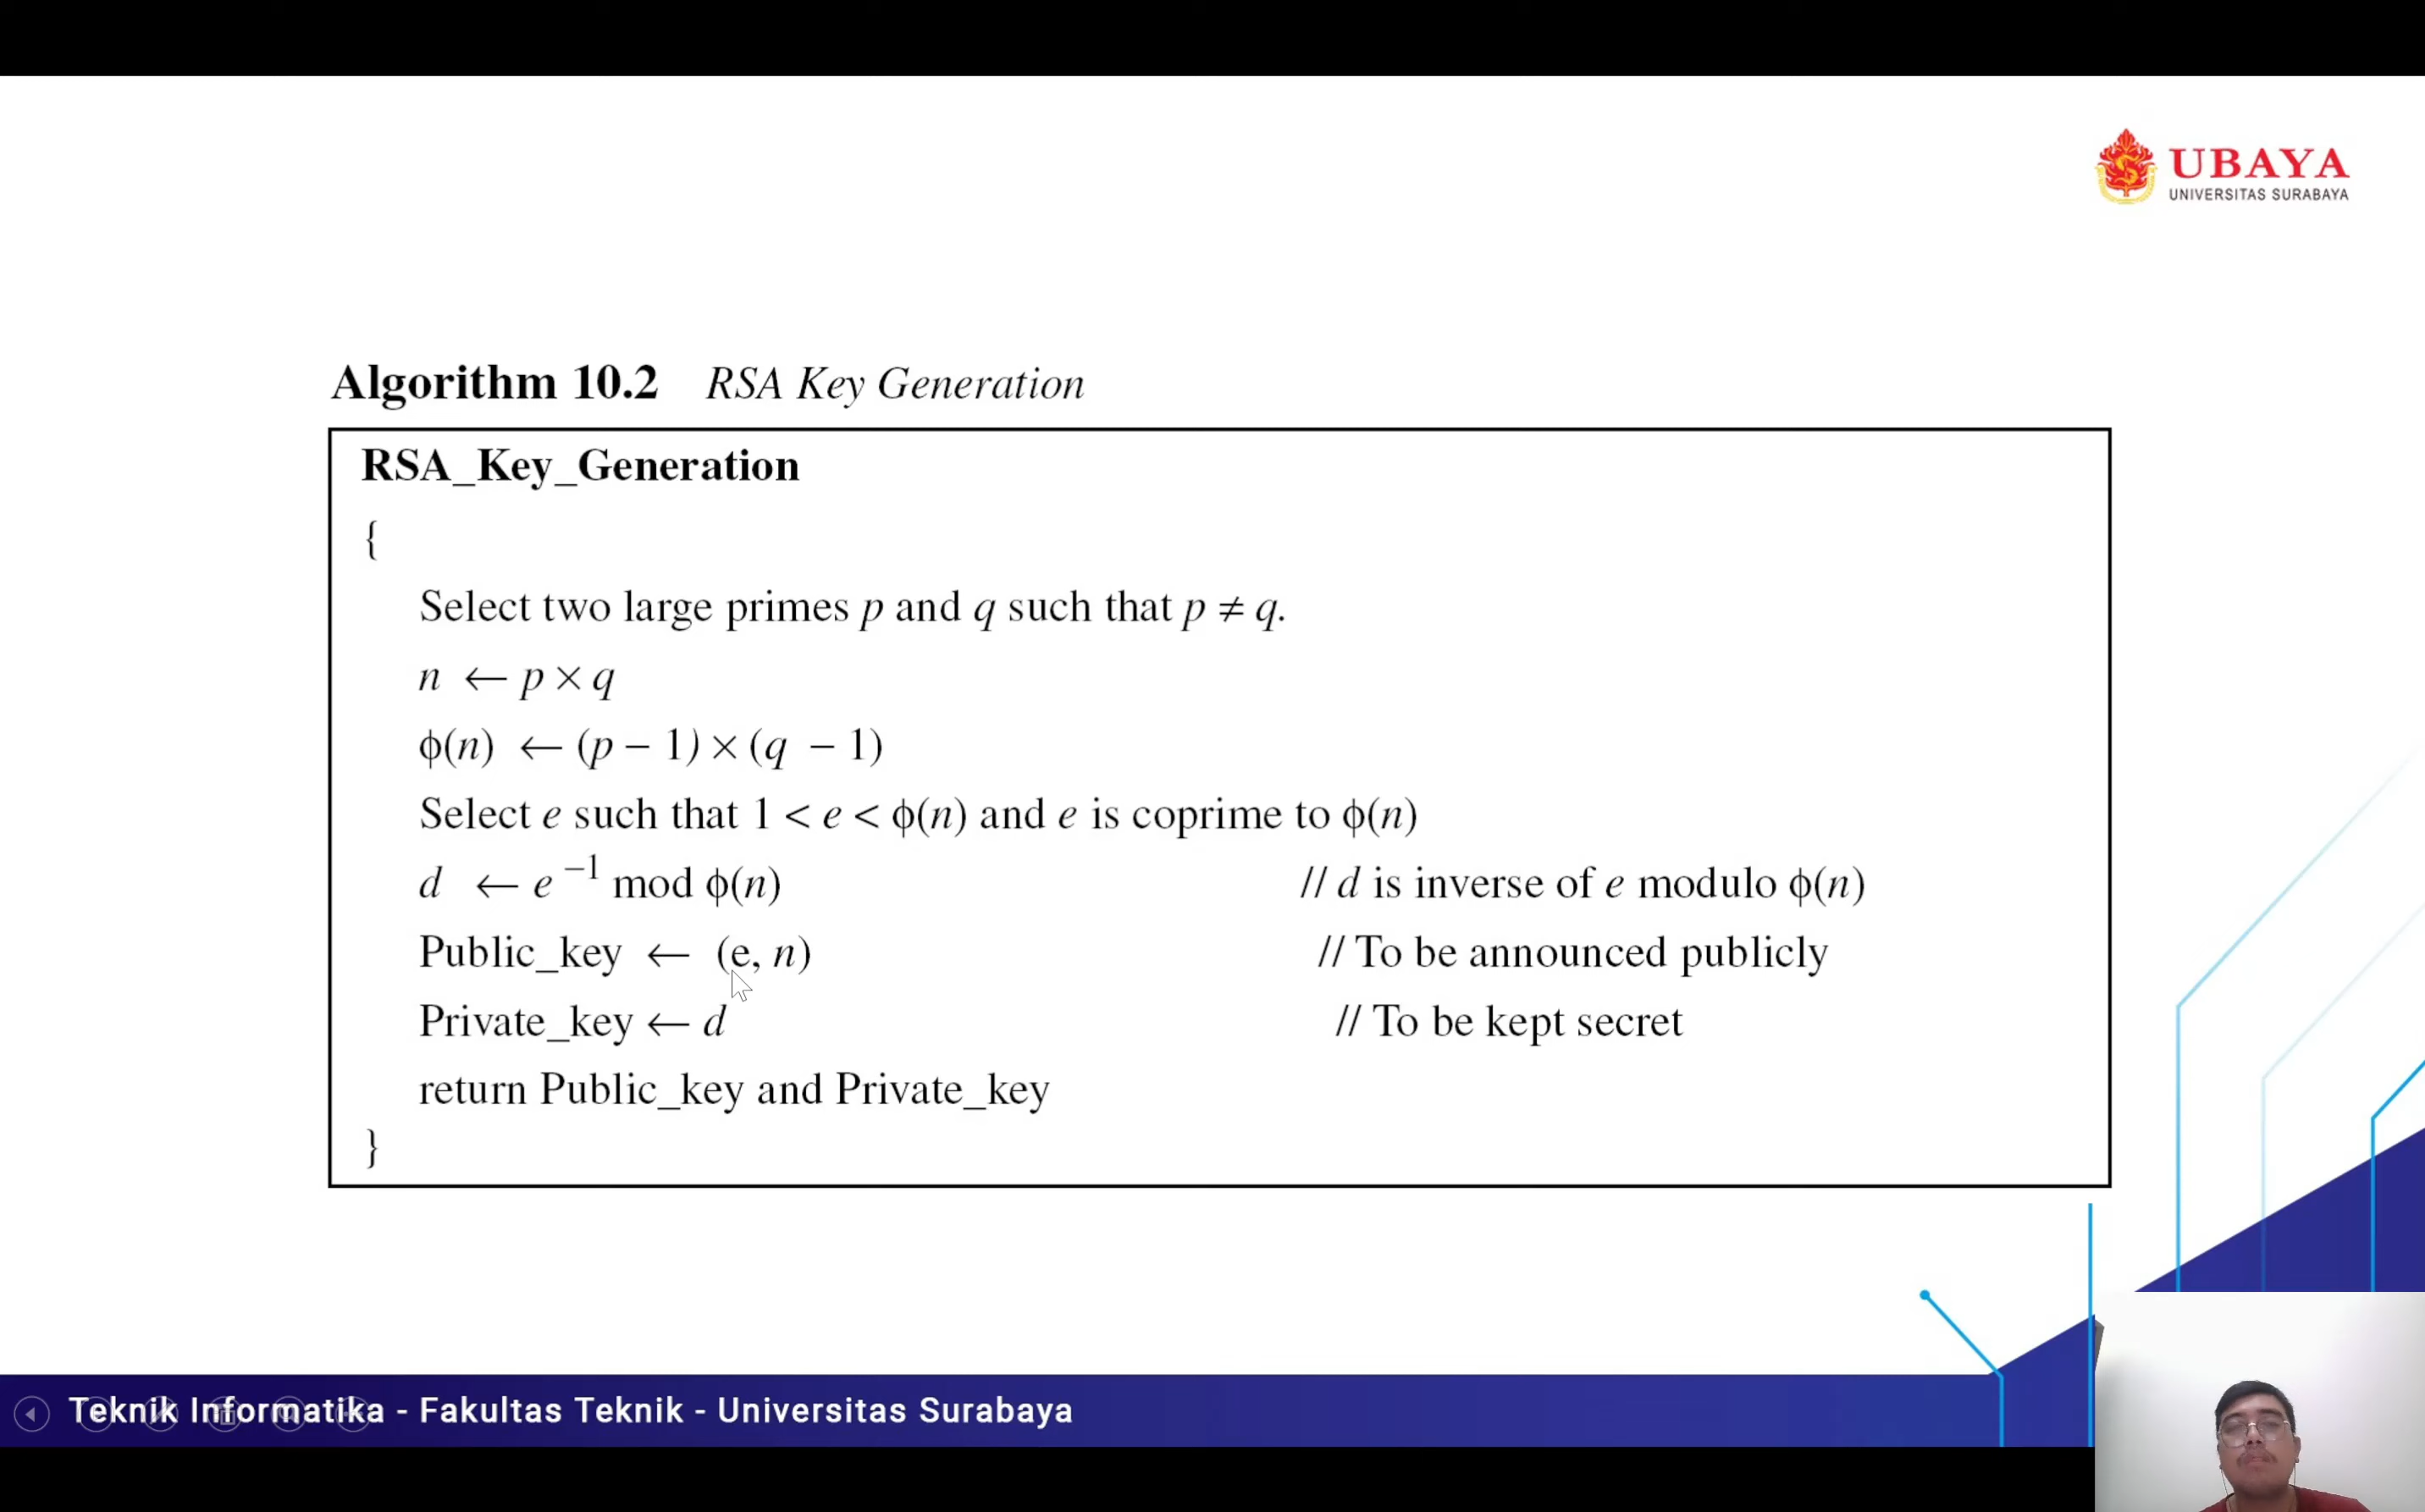 UBAYA
UNIVERSITAS SURABAYA
Algorithm 10.2 RSA Key Generation
RSA_Key_Generation
{
Select two large primes p and q such that p ≠ q.
n ← p × q
ϕ(n) ← (p − 1) × (q − 1)
Select e such that 1 < e < ϕ(n) and e is coprime to ϕ(n)
d ← e⁻¹ mod ϕ(n) // d is inverse of e modulo ϕ(n)
Public_key ← (e, n) // To be announced publicly
Private_key ← d // To be kept secret
return Public_key and Private_key
}
Teknik Informatika - Fakultas Teknik - Universitas Surabaya